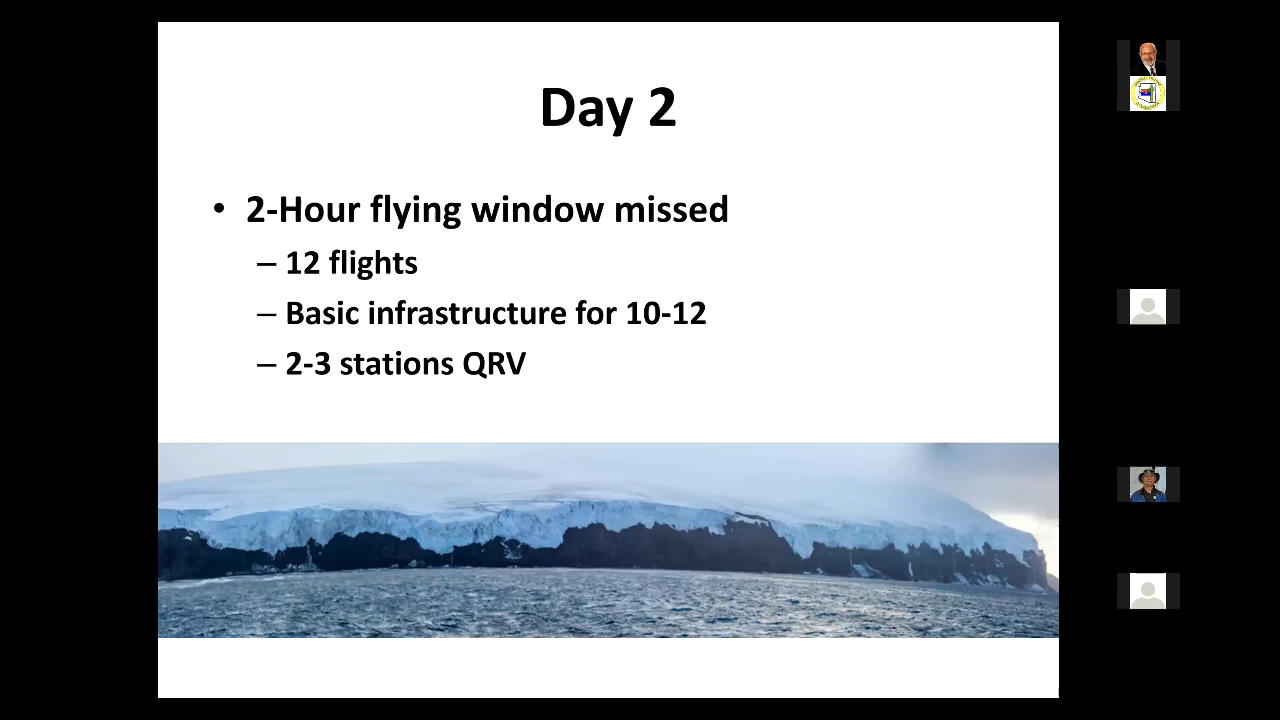 Day 2
• 2-Hour flying window missed
– 12 flights
– Basic infrastructure for 10-12
– 2-3 stations QRV